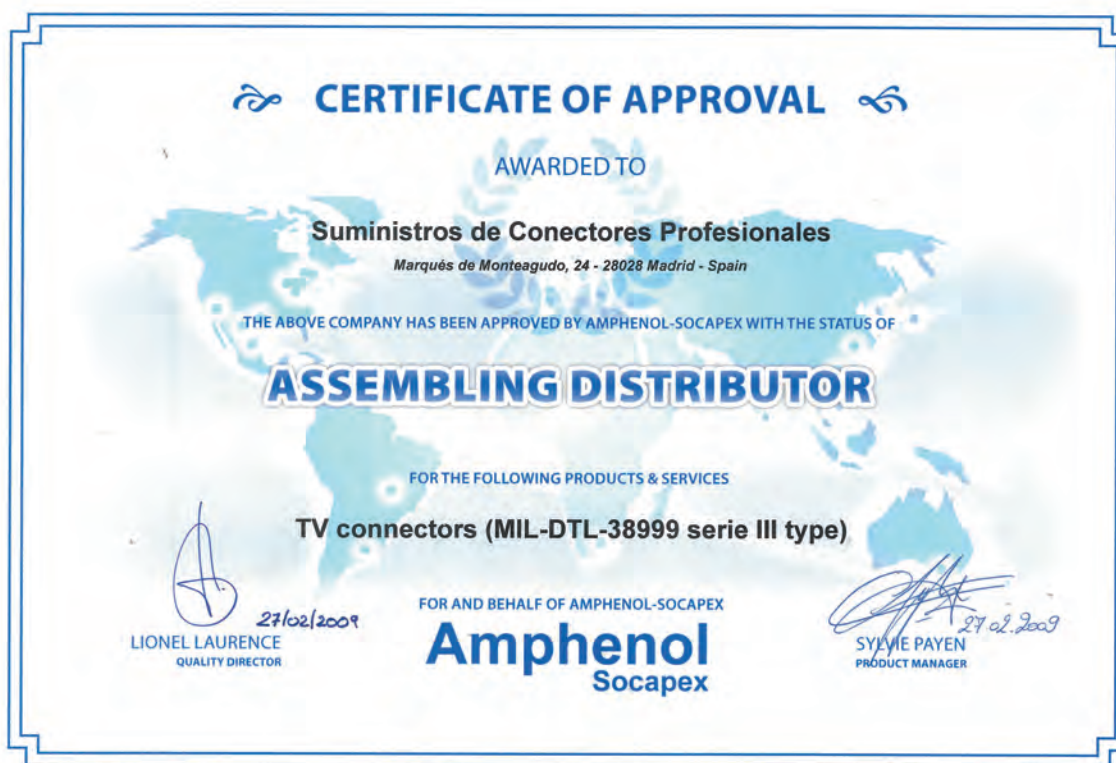 CERTIFICATE OF APPROVAL
AWARDED TO
Suministros de Conectores Profesionales
Marqués de Monteagudo, 24 - 28028 Madrid - Spain
THE ABOVE COMPANY HAS BEEN APPROVED BY AMPHENOL-SOCAPEX WITH THE STATUS OF
ASSEMBLING DISTRIBUTOR
FOR THE FOLLOWING PRODUCTS & SERVICES
TV connectors (MIL-DTL-38999 serie III type)
27/02/2009
LIONEL LAURENCE
QUALITY DIRECTOR
FOR AND BEHALF OF AMPHENOL-SOCAPEX
Amphenol
Socapex
27.02.2009
SYLVIE PAYEN
PRODUCT MANAGER